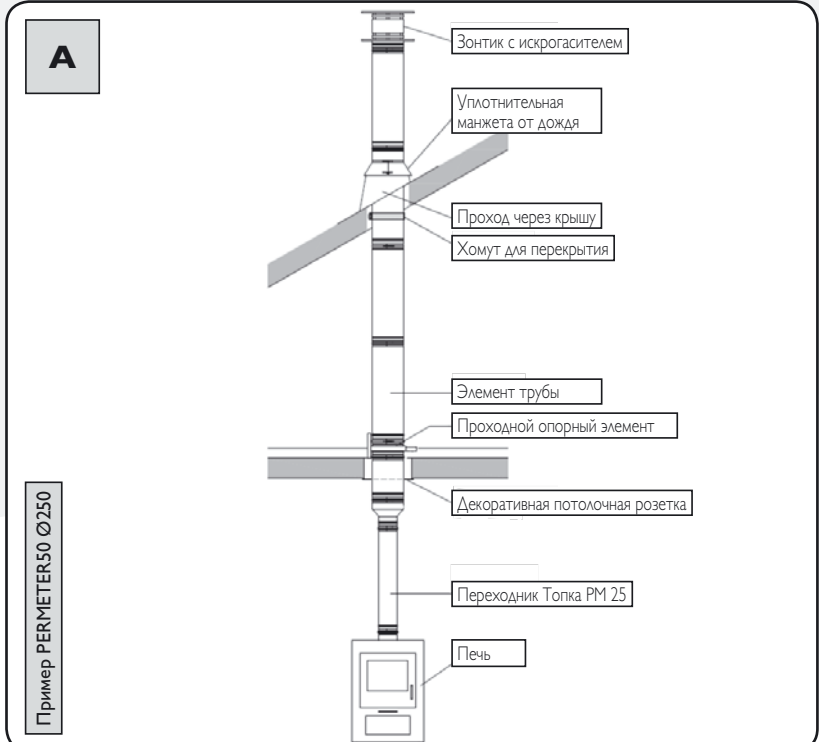 A
Зонтик с искрогасителем
Уплотнительная
манжета от дождя
Проход через крышу
Хомут для перекрытия
Элемент трубы
Проходной опорный элемент
Декоративная потолочная розетка
Переходник Топка PM 25
Печь
Пример PERMETER50 Ø250